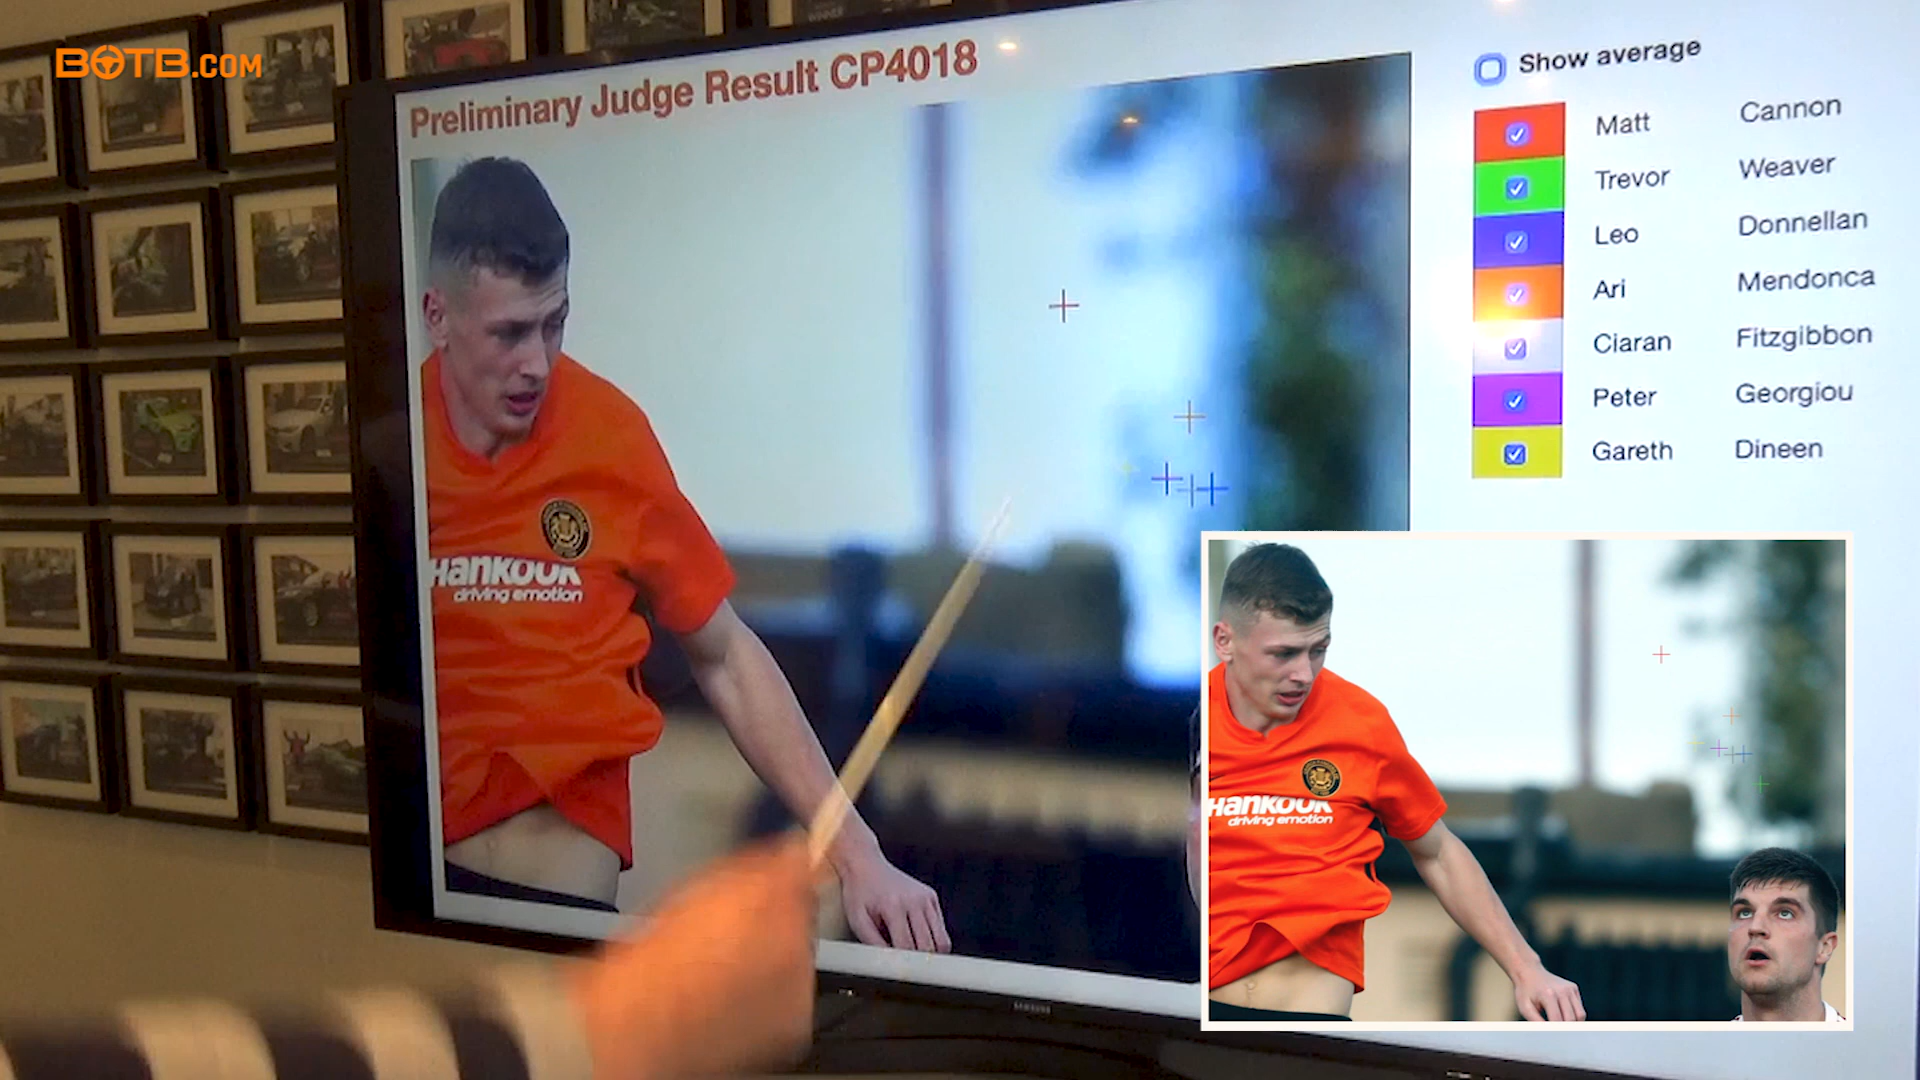 BOTB.COM
Preliminary Judge Result CP4018
Show average
Matt Cannon
Trevor Weaver
Leo Donnellan
Ari Mendonca
Ciaran Fitzgibbon
Peter Georgiou
Gareth Dineen
HANKOOK
driving emotion
SAMSUNG
HANKOOK
driving emotion